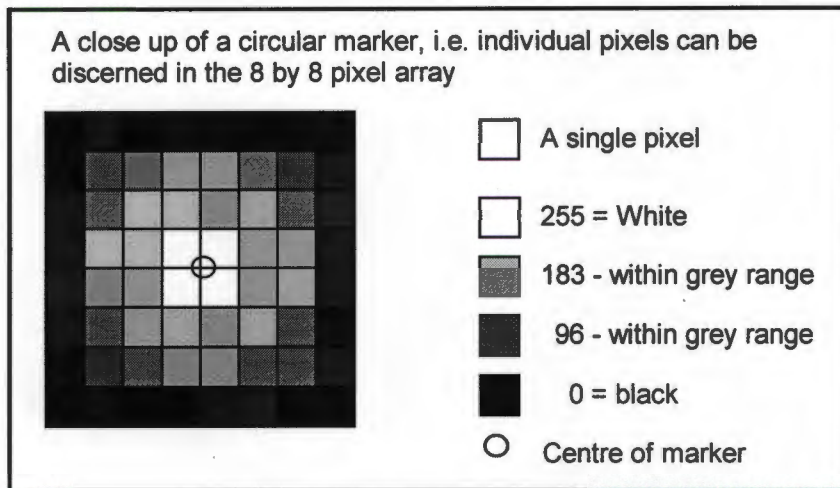 A close up of a circular marker, i.e. individual pixels can be
discerned in the 8 by 8 pixel array
A single pixel
255 = White
183 - within grey range
96 - within grey range
0 = black
Centre of marker